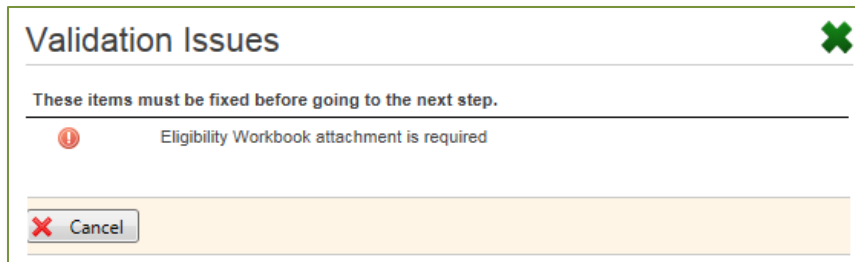 Validation Issues
These items must be fixed before going to the next step.
Eligibility Workbook attachment is required
Cancel